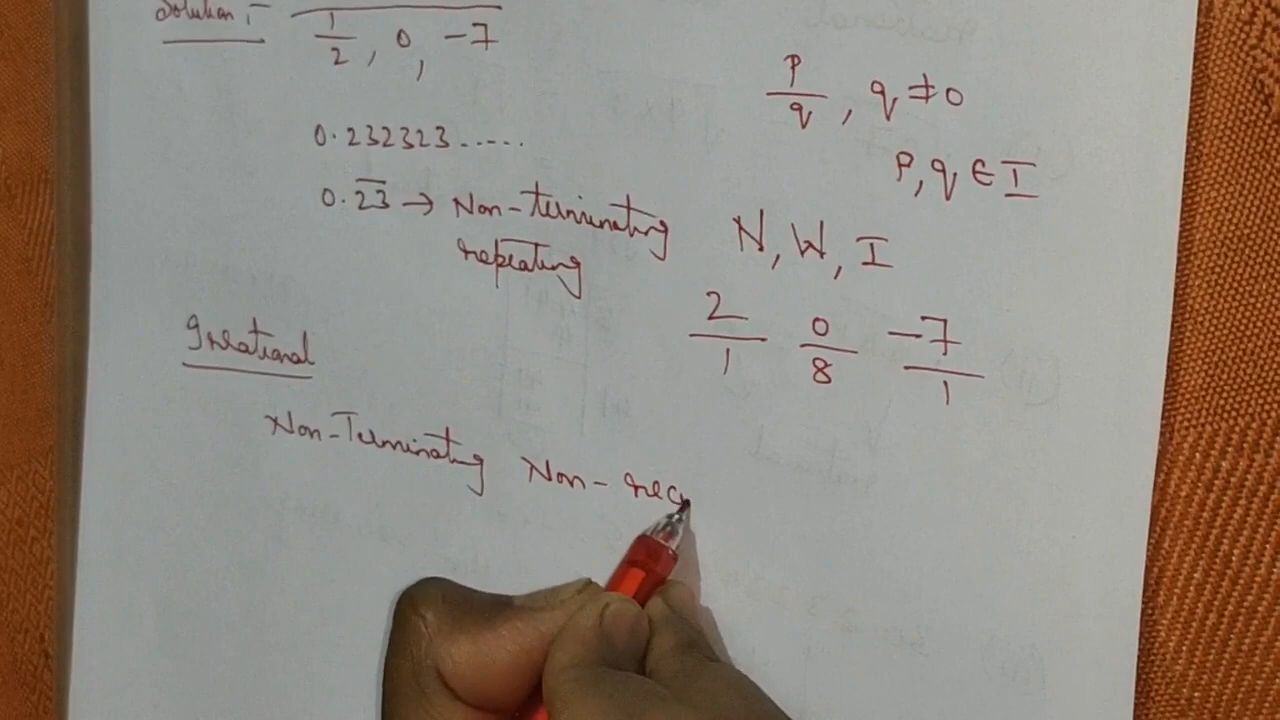 Solution :-
1/2, 0, -7
p/q, q ≠ 0
0.232323.....
P, q ∈ I
0.2̅3̅ → Non-terminating
repeating
N, W, I
2/1 0/8 -7/1
Irrational
Non-Terminating Non-rec